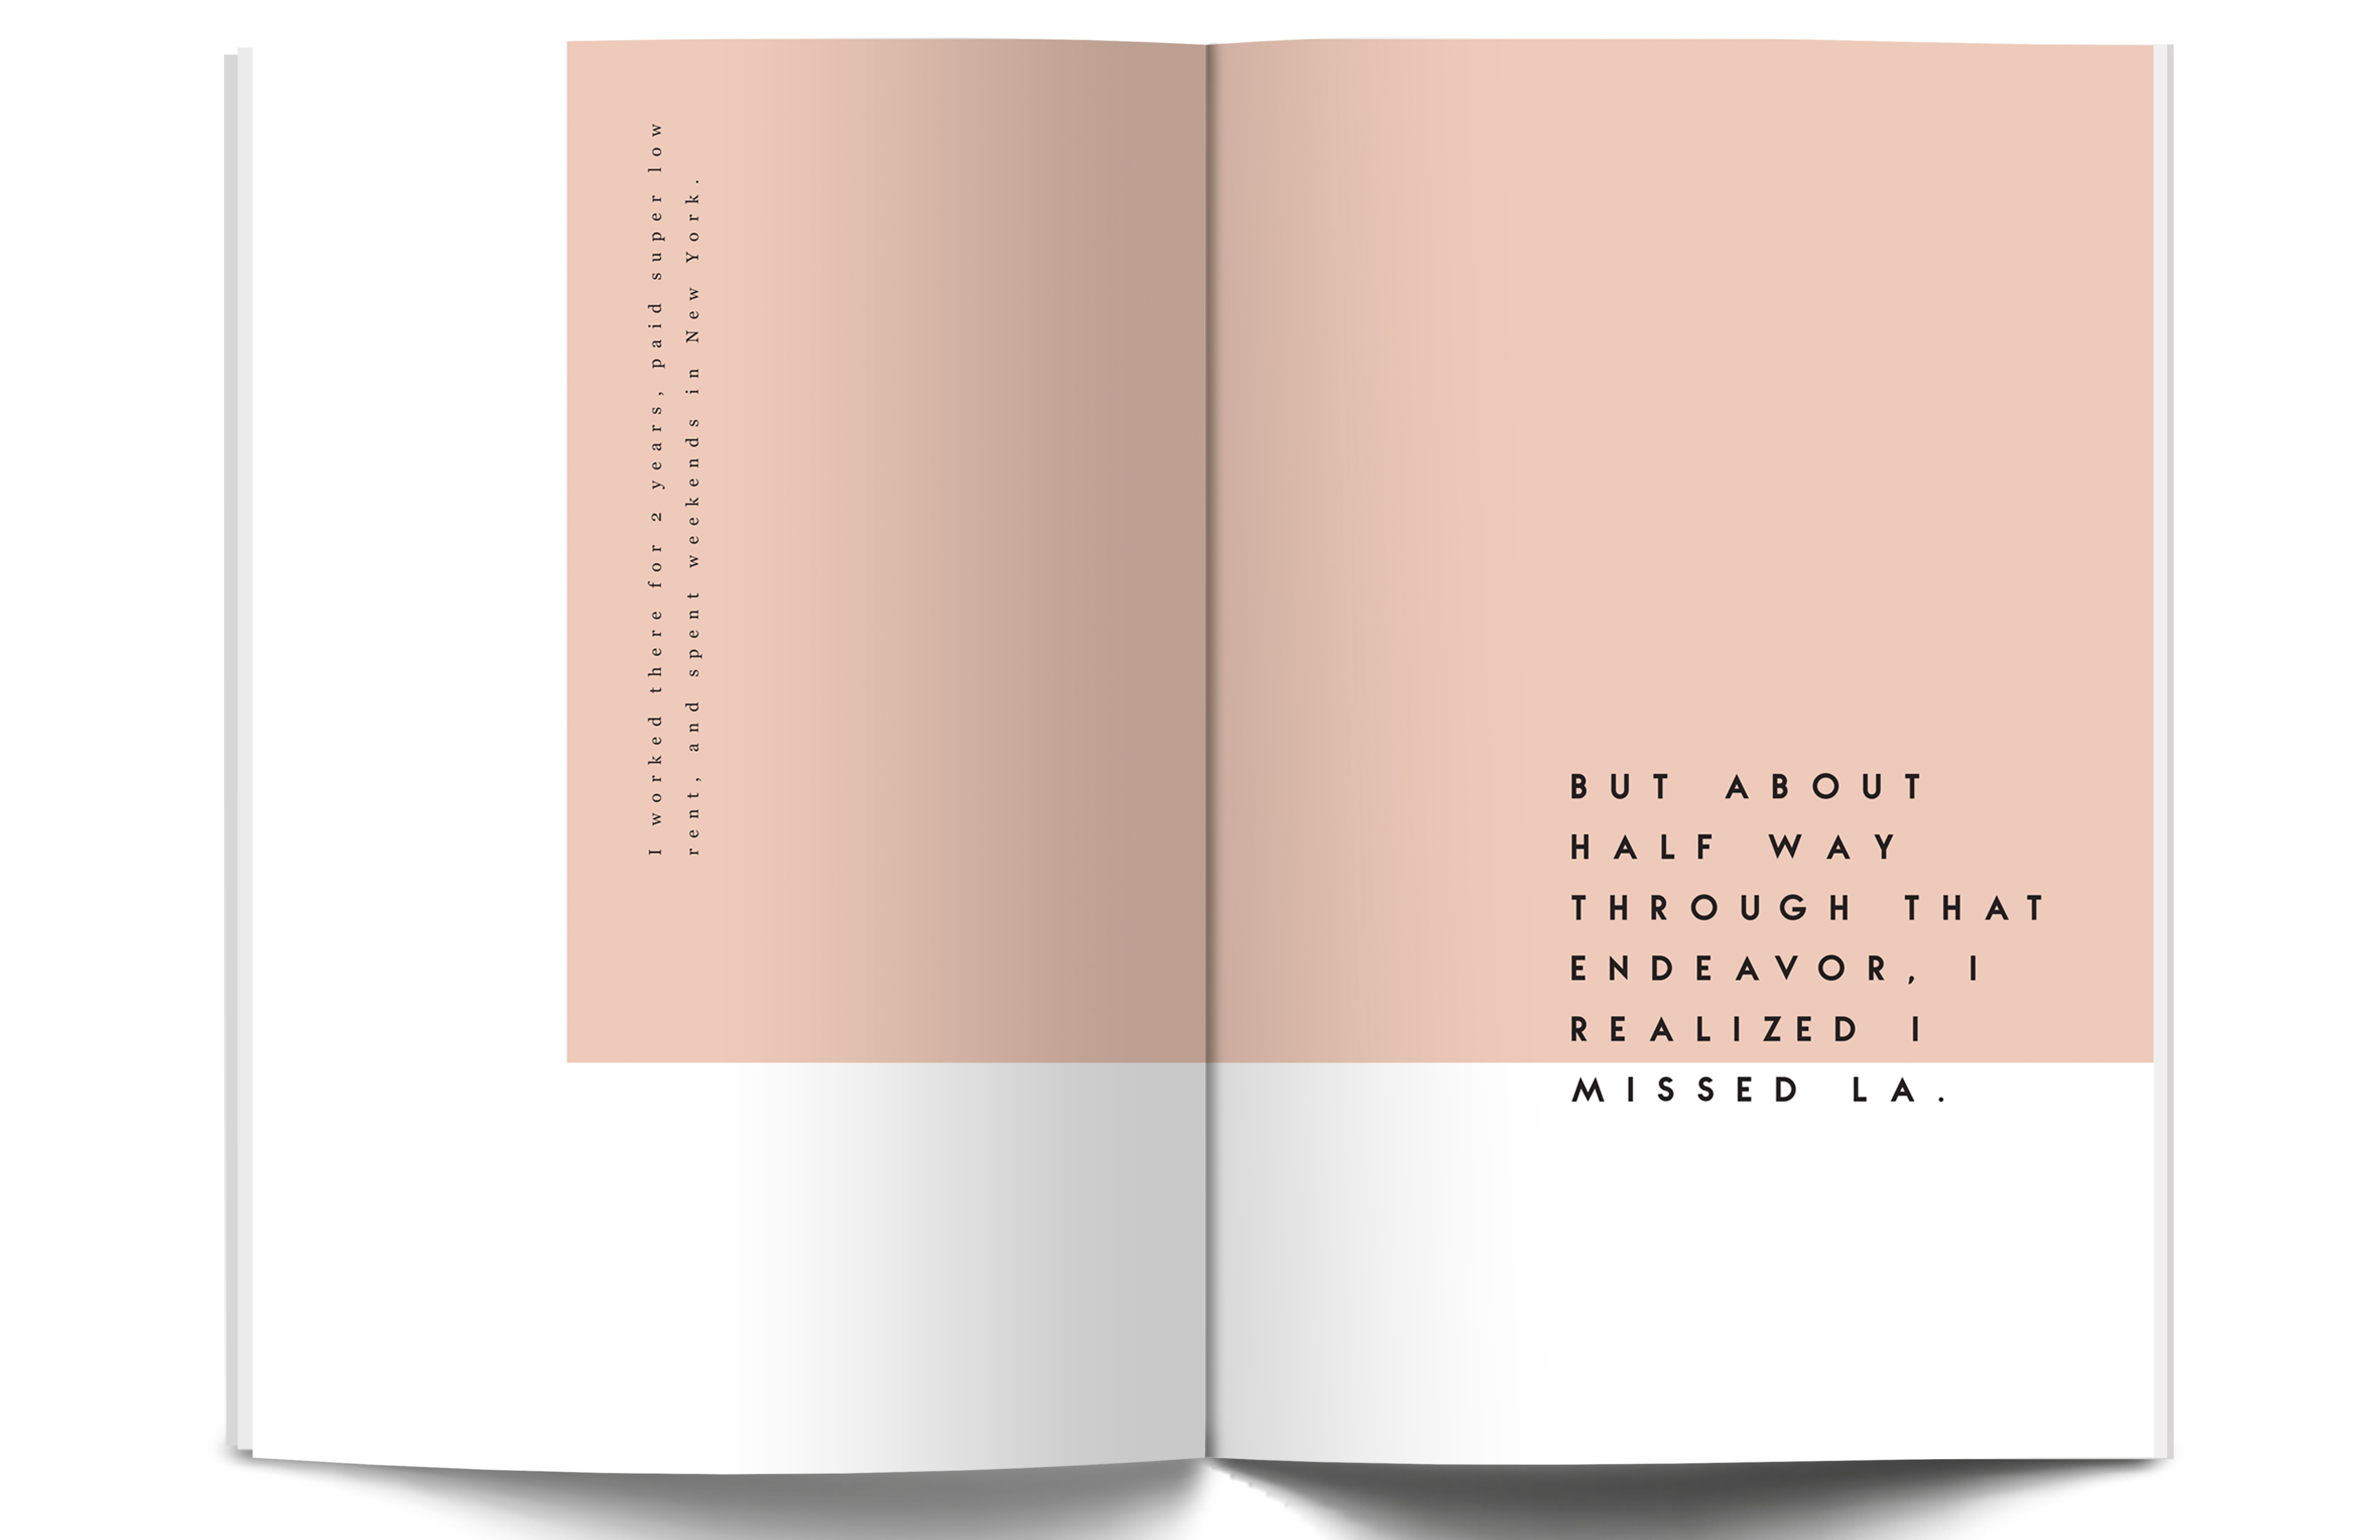 I worked there for 2 years, paid super low
rent, and spent weekends in New York.
BUT ABOUT
HALF WAY
THROUGH THAT
ENDEAVOR, I
REALIZED I
MISSED LA.